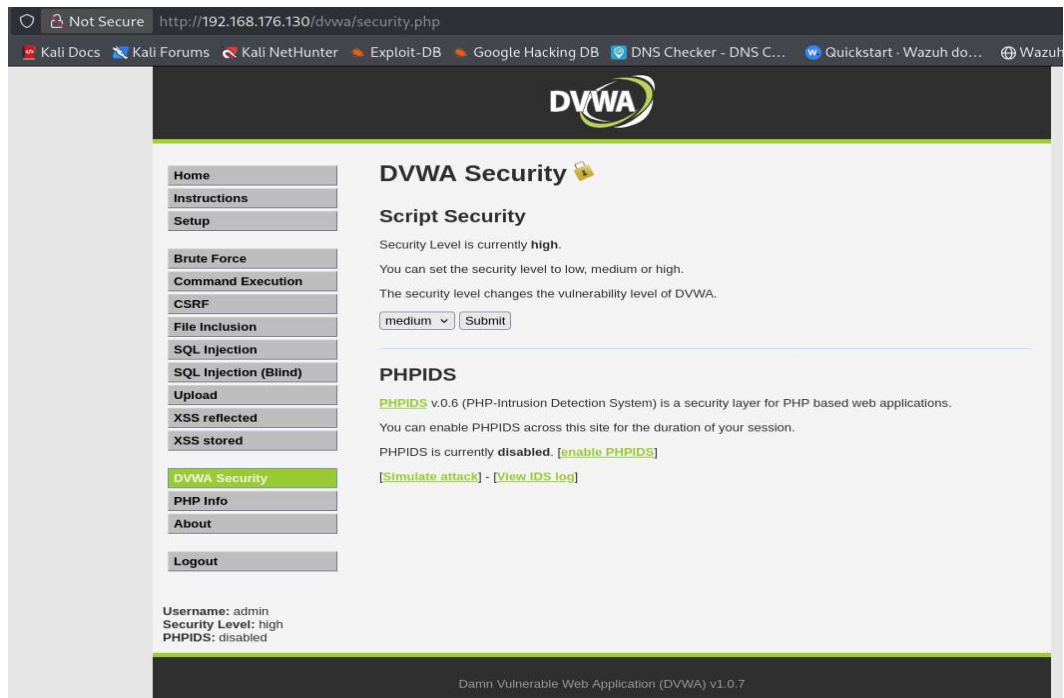 Not Secure http://192.168.176.130/dvwa/security.php
Kali Docs Kali Forums Kali NetHunter Exploit-DB Google Hacking DB DNS Checker - DNS C... Quickstart · Wazuh do... Wazuh
DVWA
Home
Instructions
Setup
Brute Force
Command Execution
CSRF
File Inclusion
SQL Injection
SQL Injection (Blind)
Upload
XSS reflected
XSS stored
DVWA Security
PHP Info
About
Logout
Username: admin
Security Level: high
PHPIDS: disabled
DVWA Security
Script Security
Security Level is currently high.
You can set the security level to low, medium or high.
The security level changes the vulnerability level of DVWA.
medium Submit
PHPIDS
PHPIDS v.0.6 (PHP-Intrusion Detection System) is a security layer for PHP based web applications.
You can enable PHPIDS across this site for the duration of your session.
PHPIDS is currently disabled. [enable PHPIDS]
[Simulate attack] - [View IDS log]
Damn Vulnerable Web Application (DVWA) v1.0.7